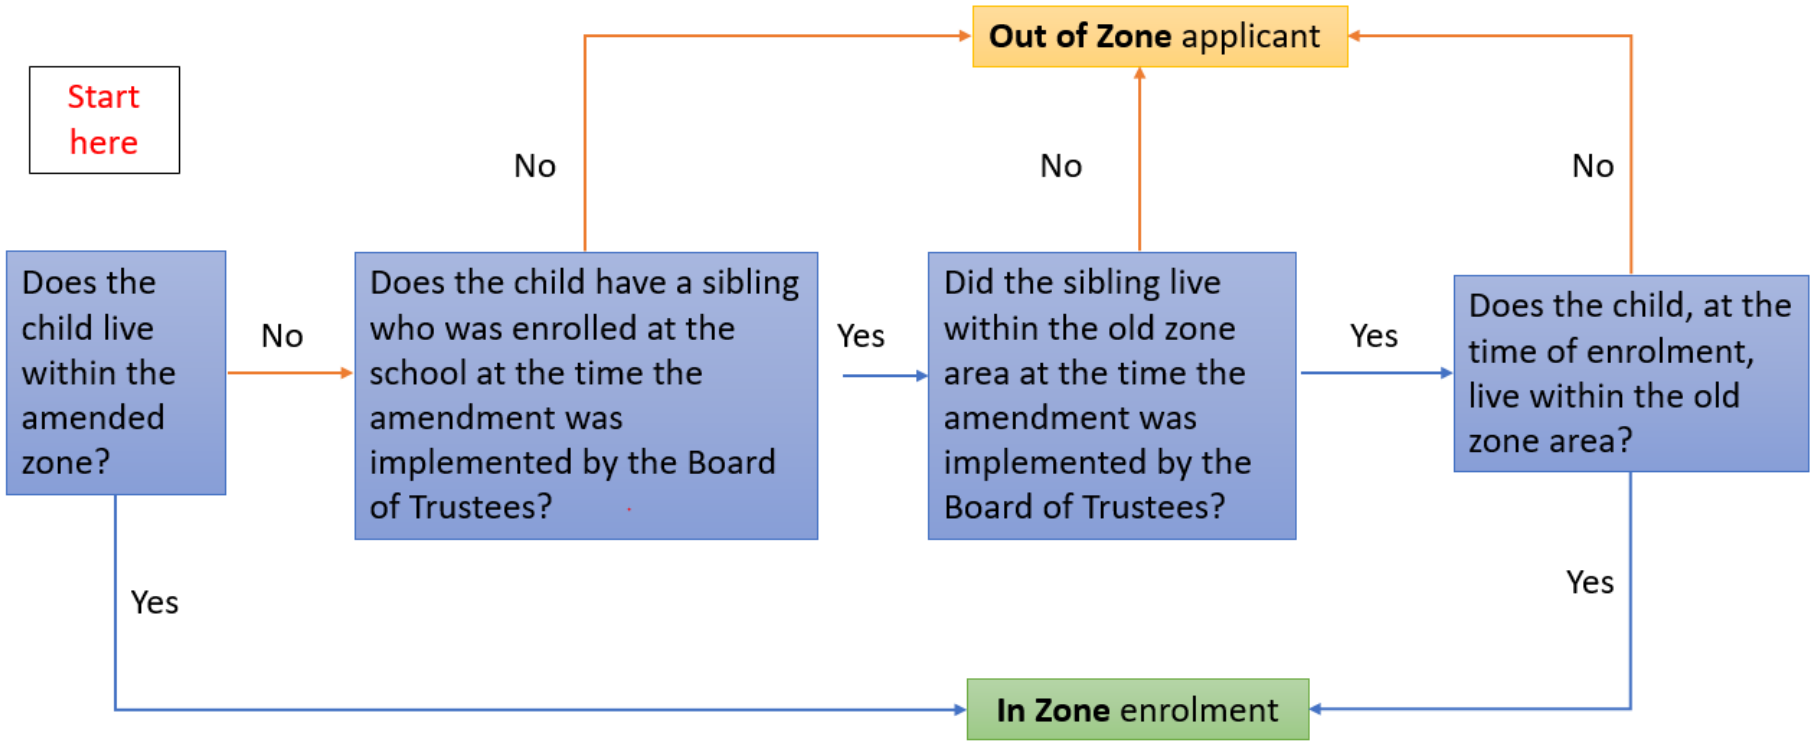 Out of Zone applicant
Start
here
No
No
No
Does the
child live
within the
amended
zone?
No
Does the child have a sibling
who was enrolled at the
school at the time the
amendment was
implemented by the Board
of Trustees?
Yes
Did the sibling live
within the old zone
area at the time the
amendment was
implemented by the
Board of Trustees?
Yes
Does the child, at the
time of enrolment,
live within the old
zone area?
Yes
Yes
In Zone enrolment